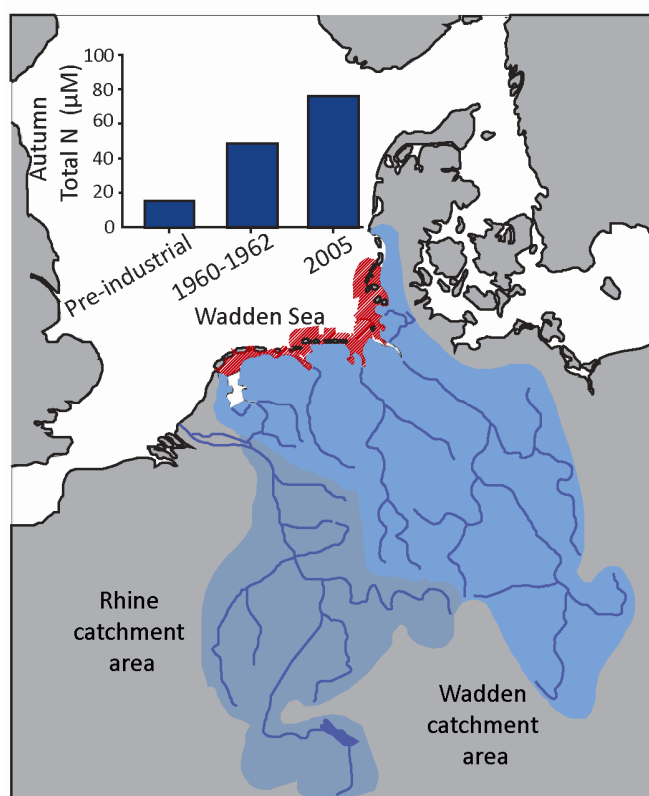 100
80
60
40
20
0
Autumn
Total N (µM)
Pre-industrial
1960-1962
2005
Wadden Sea
Rhine
catchment
area
Wadden
catchment
area